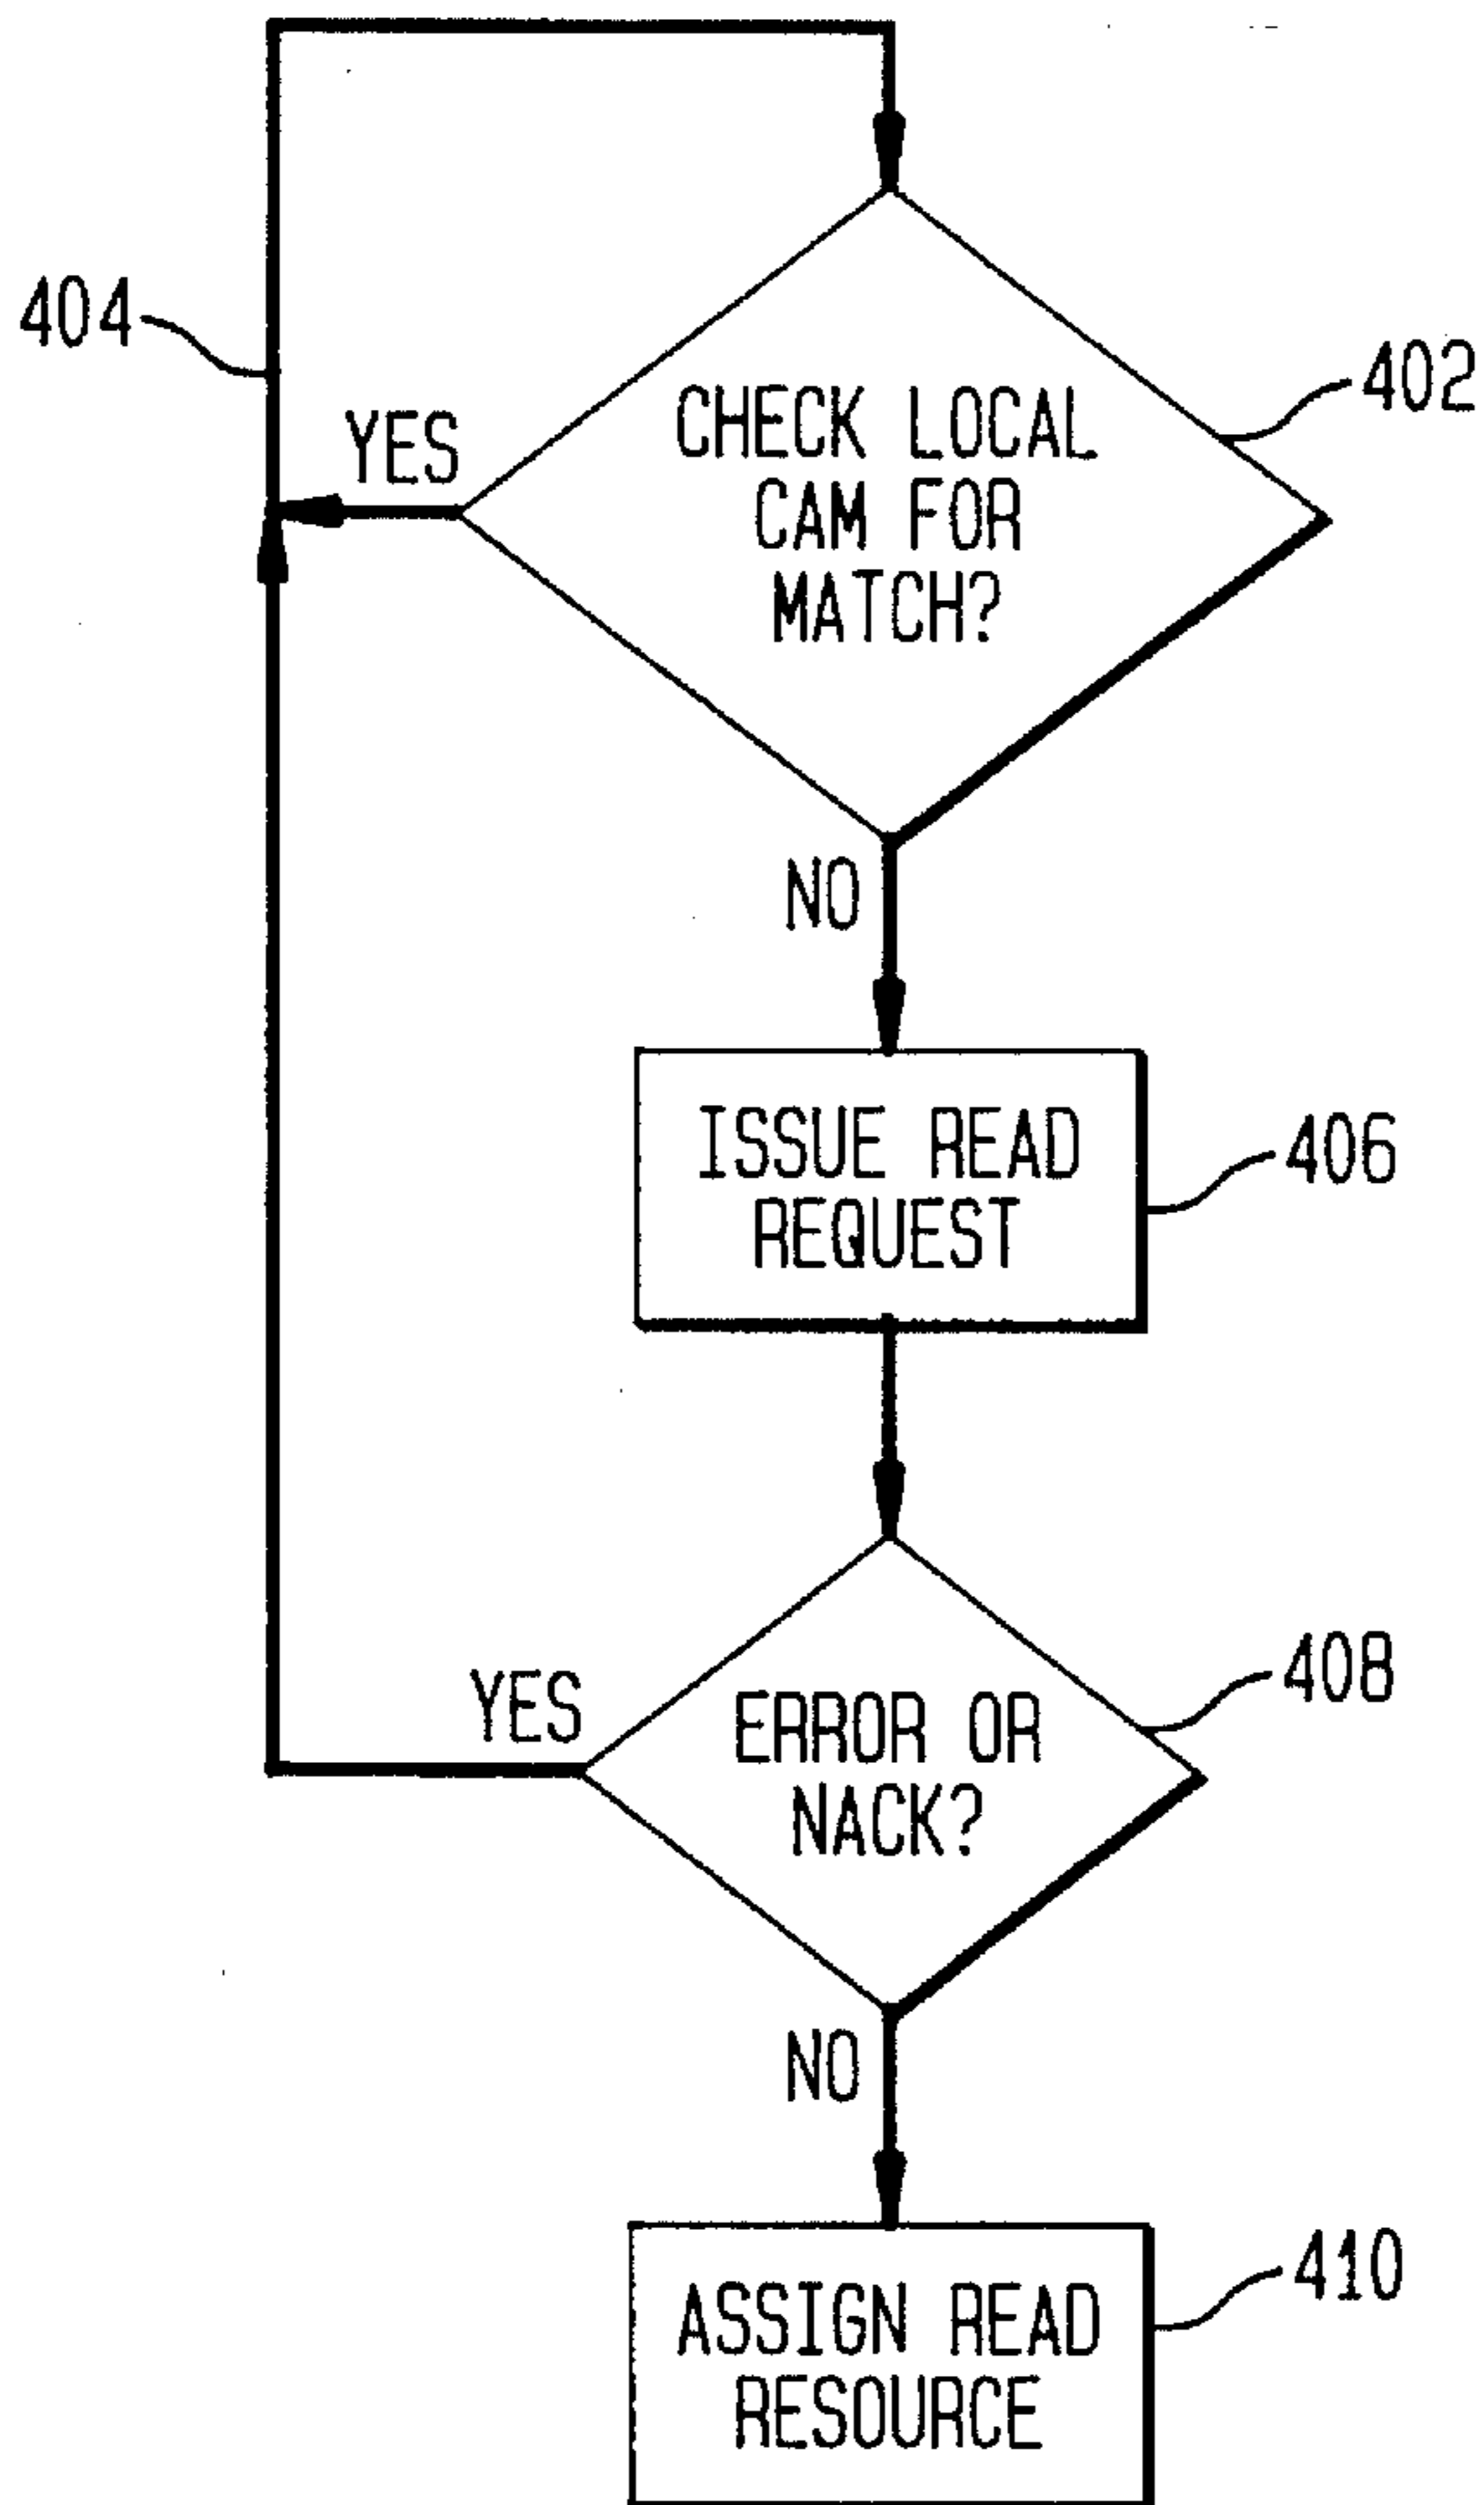 404
402
YES
CHECK LOCAL
CAM FOR
MATCH?
NO
ISSUE READ
REQUEST
406
YES
ERROR OR
NACK?
408
NO
ASSIGN READ
RESOURCE
410